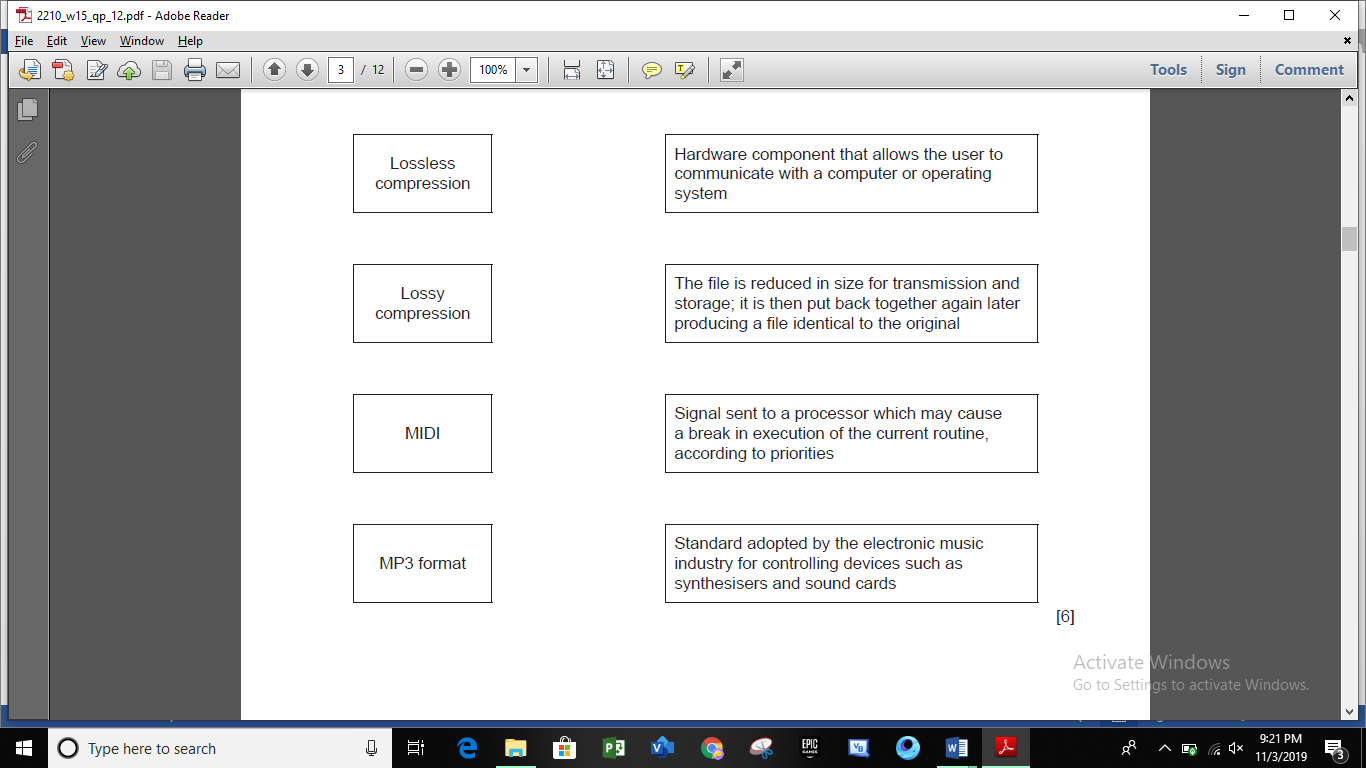 2210_w15_qp_12.pdf - Adobe Reader
File Edit View Window Help
3 / 12 100% Tools Sign Comment
Lossless
compression
Hardware component that allows the user to
communicate with a computer or operating
system
Lossy
compression
The file is reduced in size for transmission and
storage; it is then put back together again later
producing a file identical to the original
MIDI
Signal sent to a processor which may cause
a break in execution of the current routine,
according to priorities
MP3 format
Standard adopted by the electronic music
industry for controlling devices such as
synthesisers and sound cards
[6]
Activate Windows
Go to Settings to activate Windows.
Type here to search
EPIC
GAMES
9:21 PM
11/3/2019
3